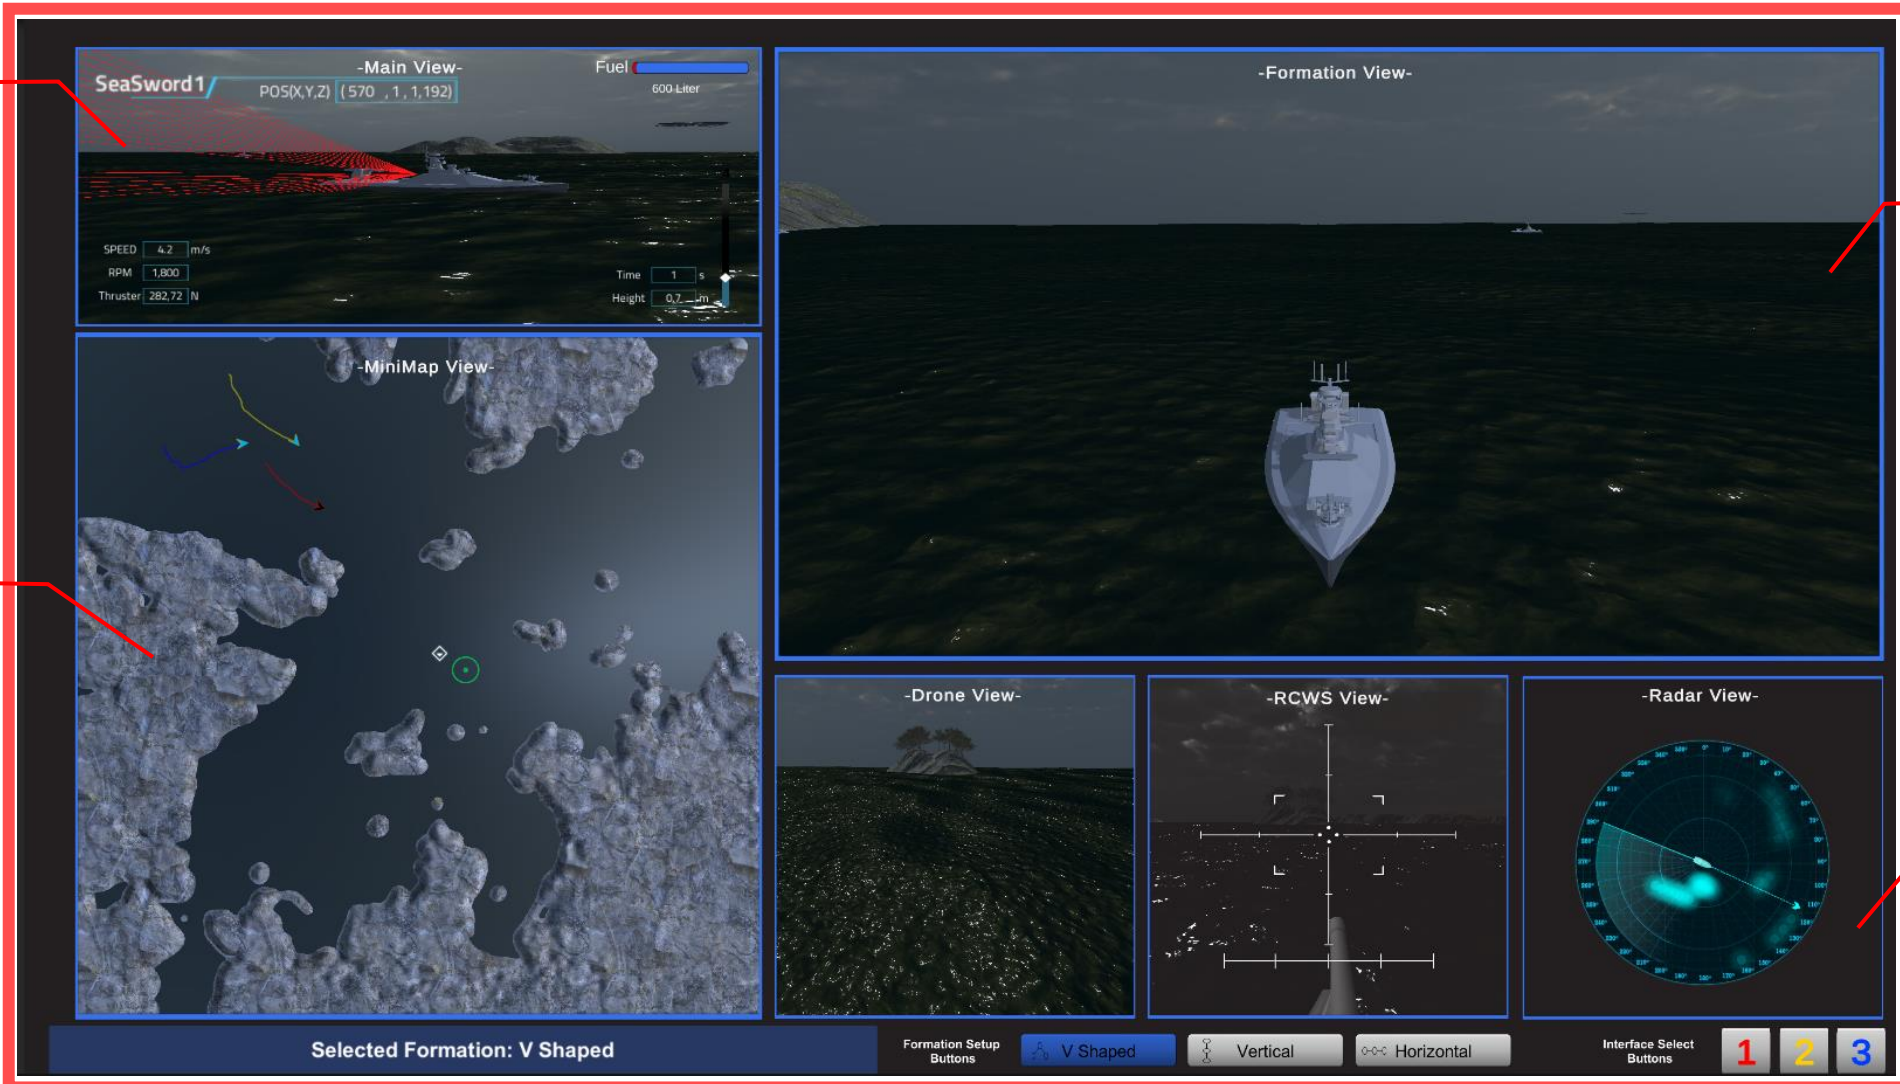 -Main View-
Fuel
SeaSword1
POS(X,Y,Z) (570 ,1 , 1,192)
600 Liter
SPEED 4.2 m/s
RPM 1,800
Thruster 282,72 N
Time 1 s
Height 0,7 m
-Formation View-
-MiniMap View-
-Drone View-
-RCWS View-
-Radar View-
Selected Formation: V Shaped
Formation Setup
Buttons
V Shaped
Vertical
Horizontal
Interface Select
Buttons
1
2
3